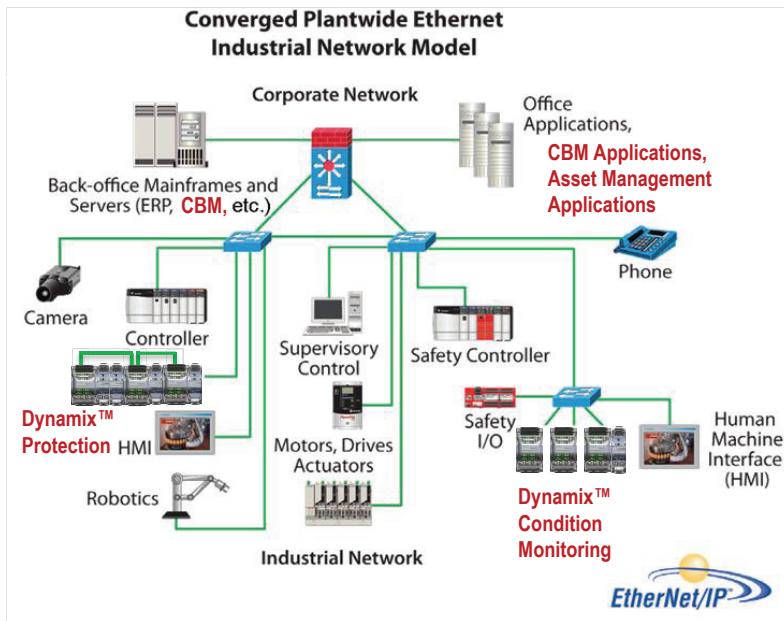 Converged Plantwide Ethernet
Industrial Network Model
Corporate Network
Office
Applications,
CBM Applications,
Asset Management
Applications
Back-office Mainframes and
Servers (ERP, CBM, etc.)
Camera
Controller
Supervisory
Control
Safety Controller
Phone
Dynamix™
Protection
HMI
Motors, Drives
Actuators
Safety
I/O
Human
Machine
Interface
(HMI)
Robotics
Dynamix™
Condition
Monitoring
Industrial Network
EtherNet/IP™